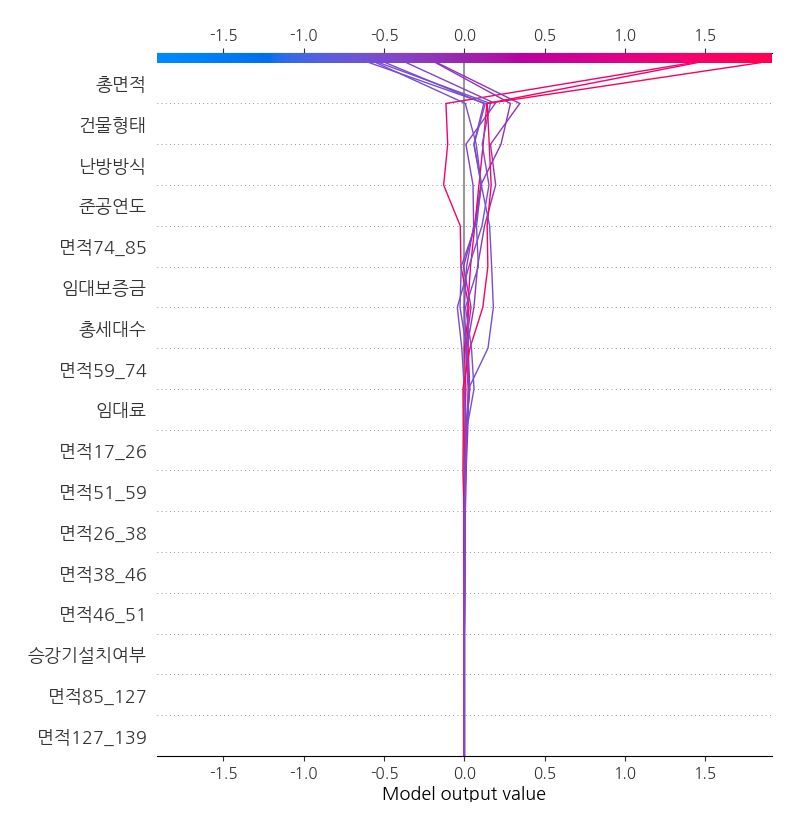 -1.5 -1.0 -0.5 0.0 0.5 1.0 1.5
총면적
건물형태
난방방식
준공연도
면적74_85
임대보증금
총세대수
면적59_74
임대료
면적17_26
면적51_59
면적26_38
면적38_46
면적46_51
승강기설치여부
면적85_127
면적127_139
-1.5 -1.0 -0.5 0.0 0.5 1.0 1.5
Model output value